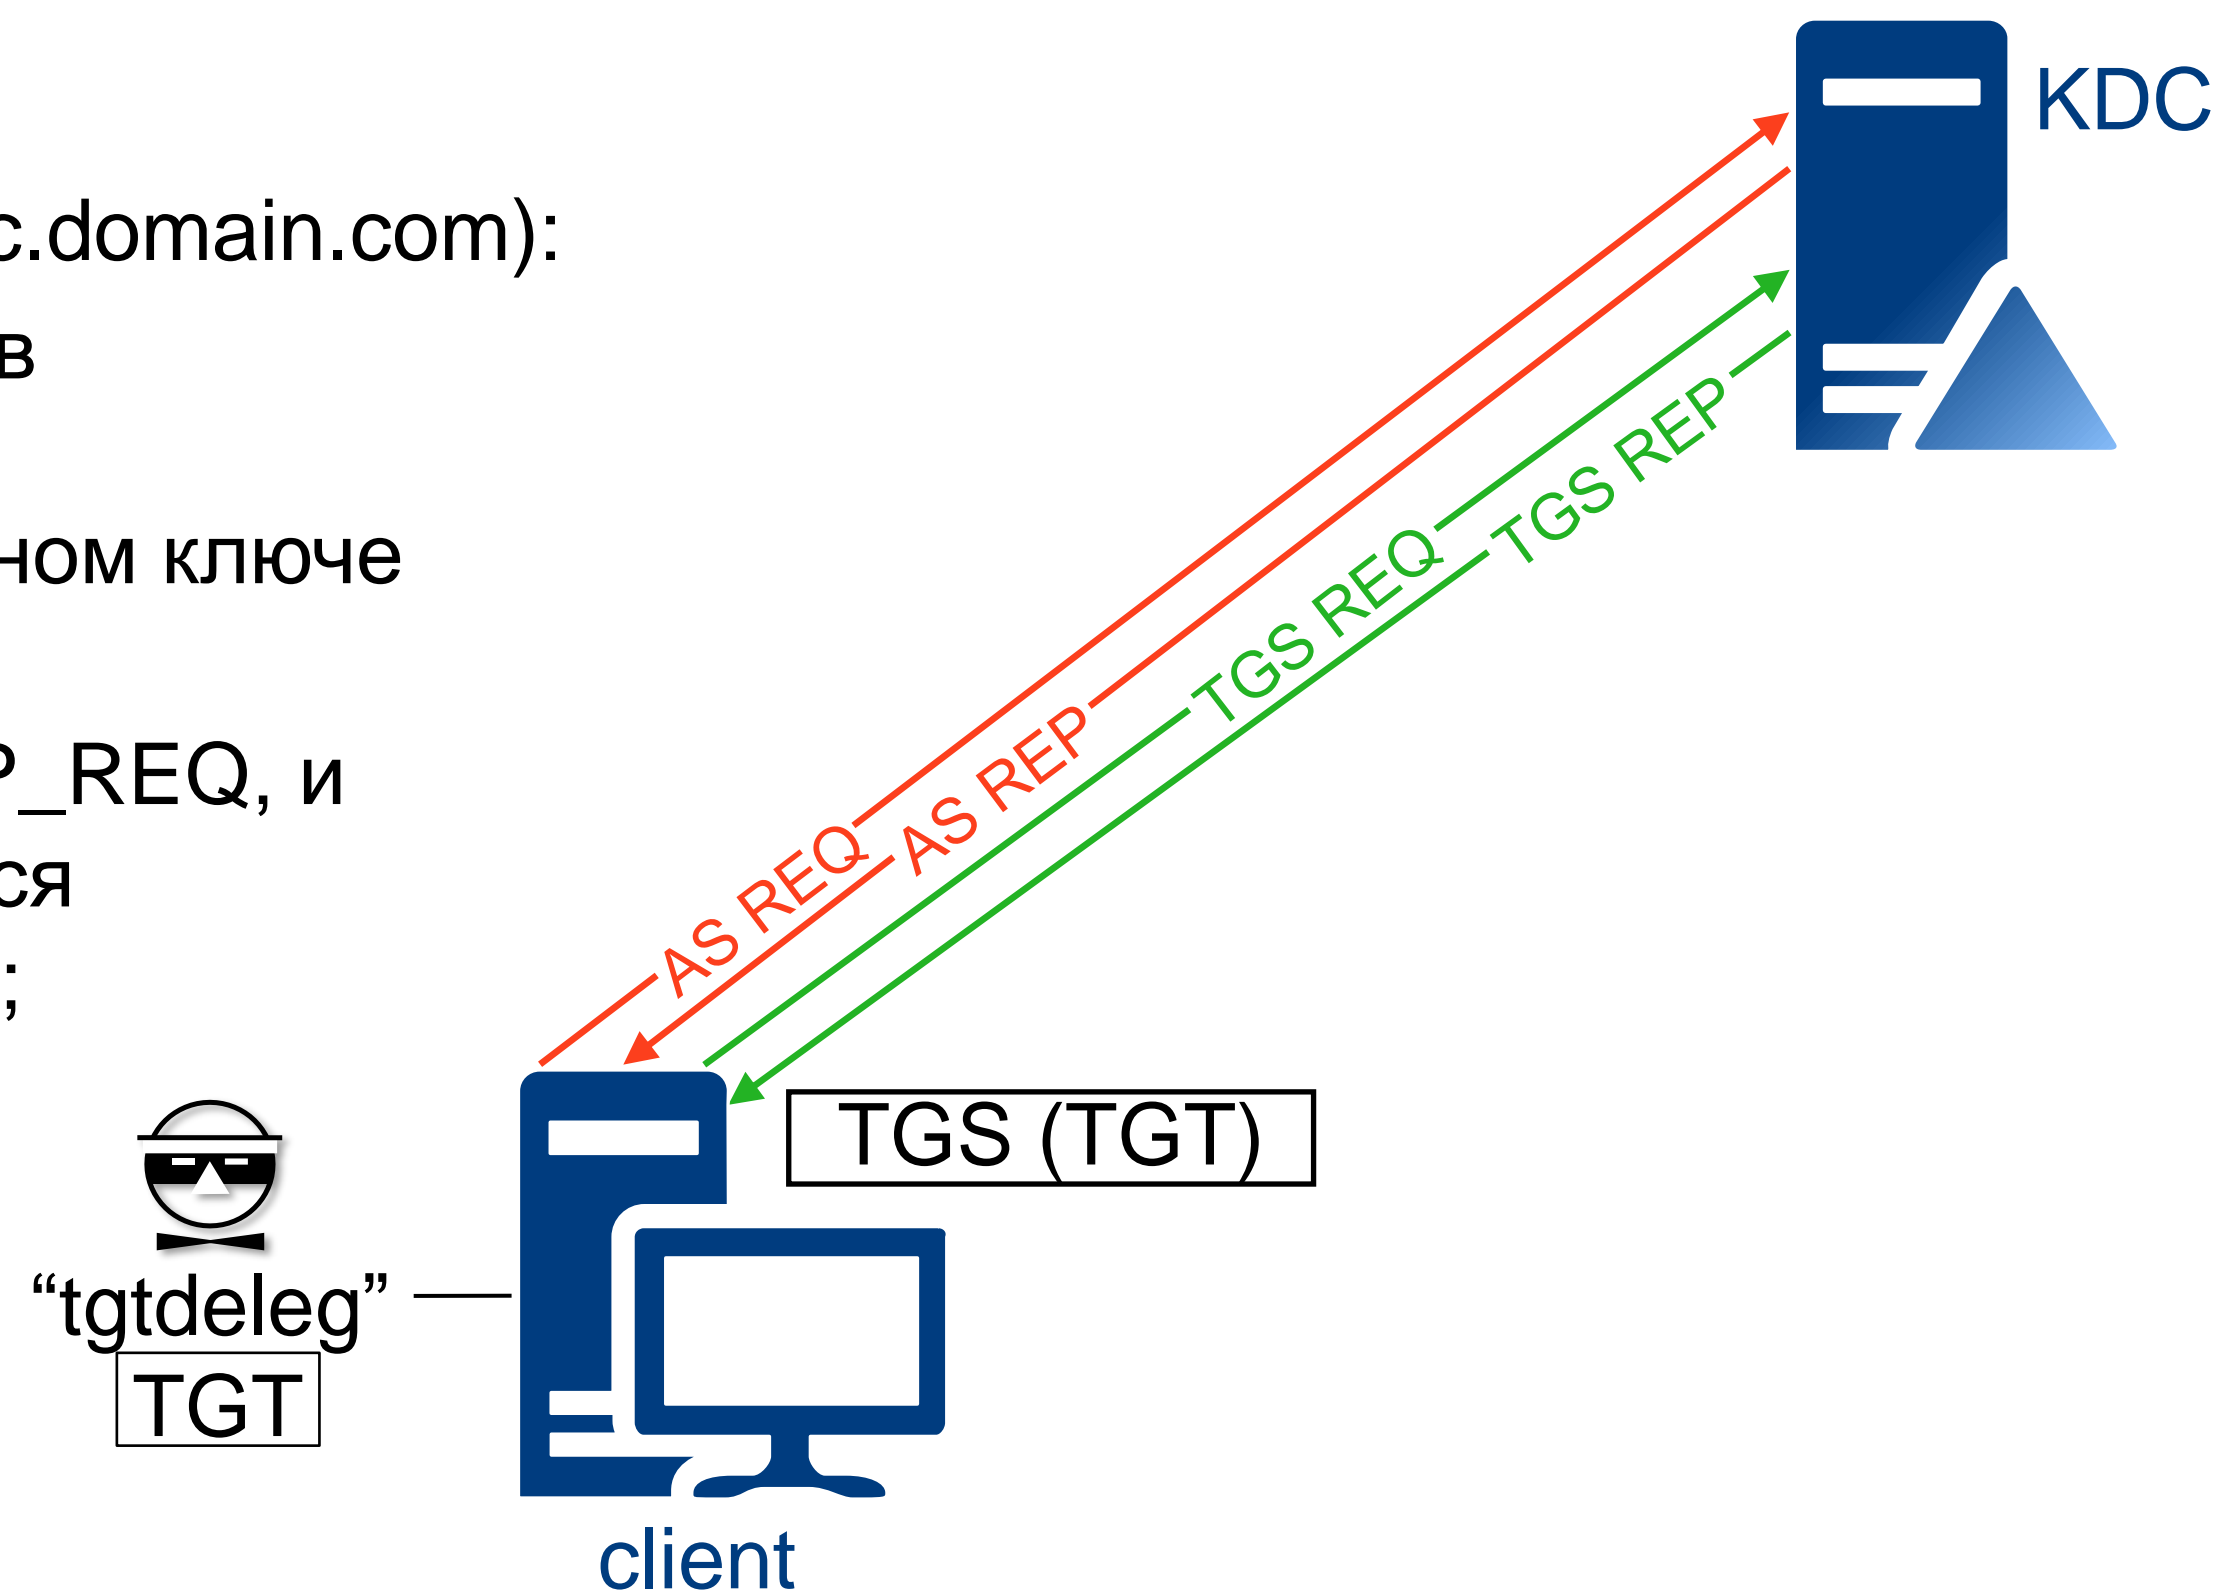 KDC
c.domain.com):
в
ном ключе
P_REQ, и
ся
;
AS REQ
AS REP
TGS REQ
TGS REP
TGS (TGT)
“tgtdeleg”
TGT
client